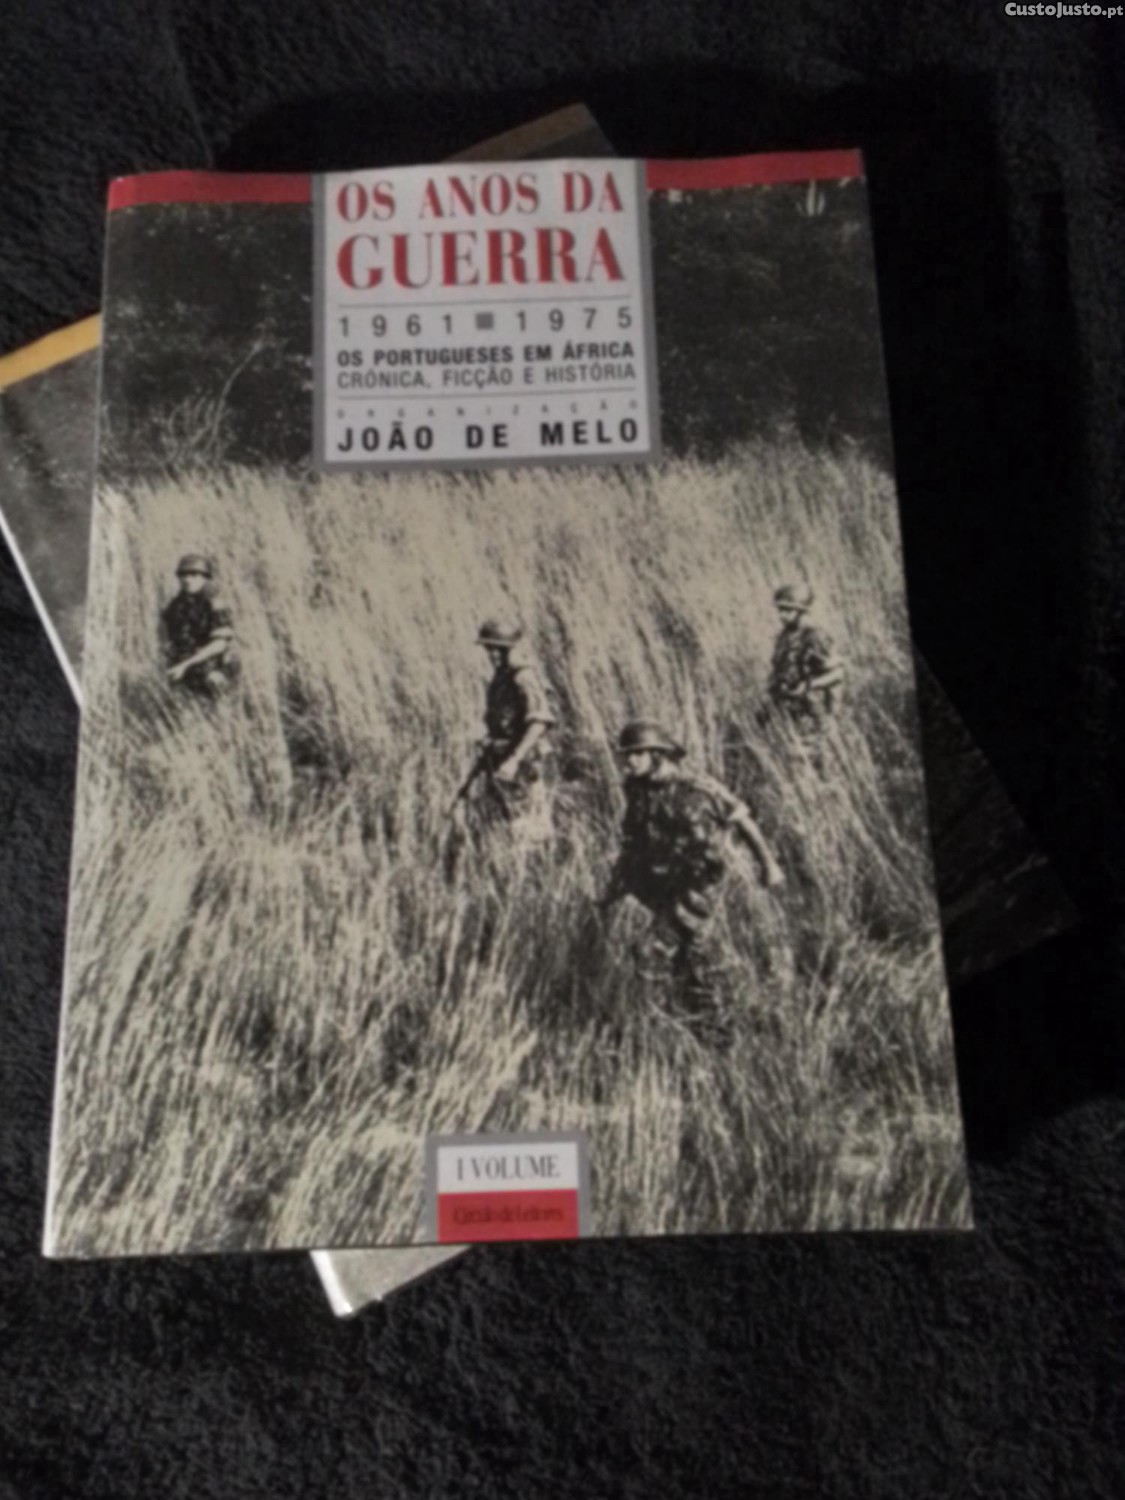 CustoJusto.pt
OS ANOS DA
GUERRA
1961 ■ 1975
OS PORTUGUESES EM ÁFRICA
CRÓNICA, FICÇÃO E HISTÓRIA
ORGANIZAÇÃO
JOÃO DE MELO
I VOLUME
Círculo de Leitores